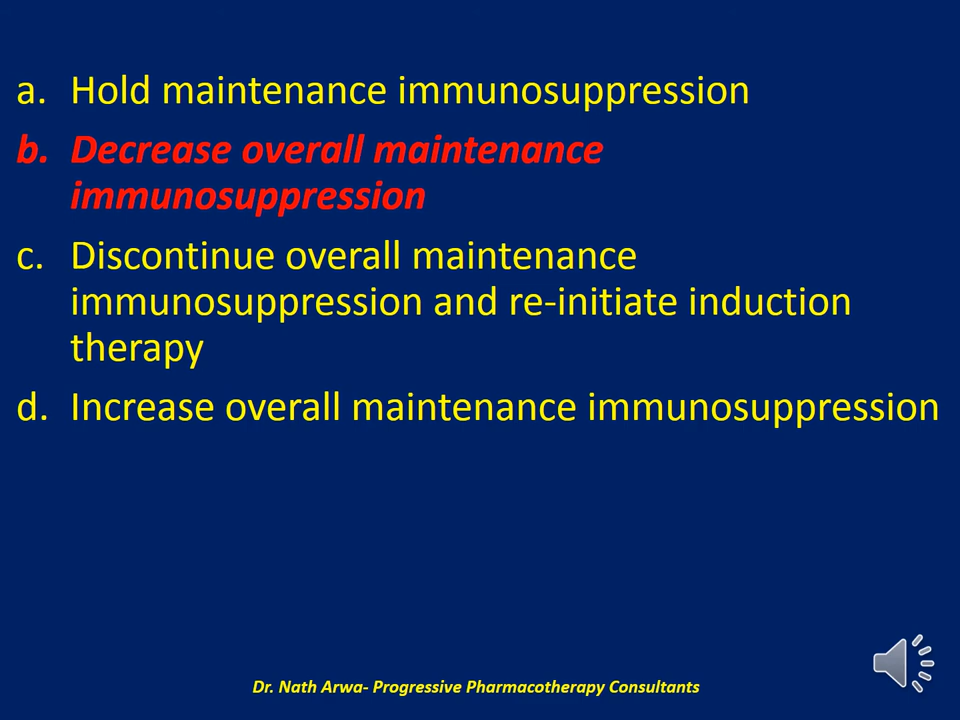 a. Hold maintenance immunosuppression
b. Decrease overall maintenance
immunosuppression
c. Discontinue overall maintenance
immunosuppression and re-initiate induction
therapy
d. Increase overall maintenance immunosuppression
Dr. Nath Arwa- Progressive Pharmacotherapy Consultants